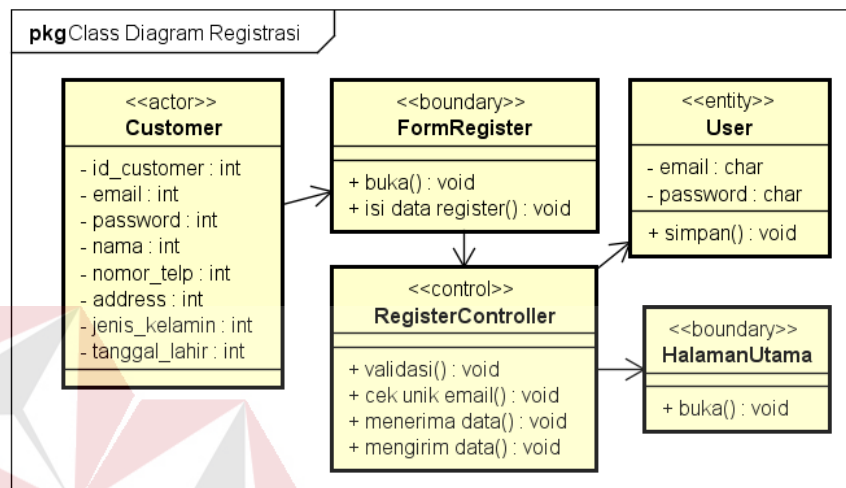 pkg Class Diagram Registrasi
<<actor>>
Customer
- id_customer : int
- email : int
- password : int
- nama : int
- nomor_telp : int
- address : int
- jenis_kelamin : int
- tanggal_lahir : int
<<boundary>>
FormRegister
+ buka() : void
+ isi data register() : void
<<entity>>
User
- email : char
- password : char
+ simpan() : void
<<control>>
RegisterController
+ validasi() : void
+ cek unik email() : void
+ menerima data() : void
+ mengirim data() : void
<<boundary>>
HalamanUtama
+ buka() : void